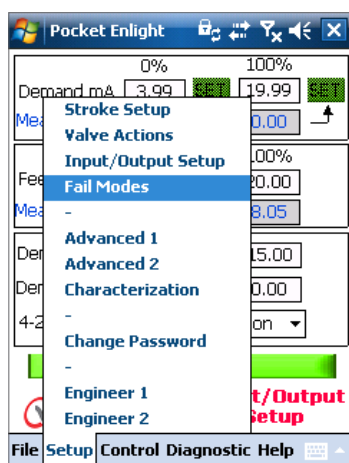 Pocket Enlight
0% 100%
Demand mA 3.99 SET 19.99 SET
Stroke Setup
Mea 0.00
Valve Actions
Input/Output Setup .00%
Fee Fail Modes 20.00
Mea - 8.05
Advanced 1
Der 15.00
Advanced 2
Der Characterization 0.00
-
4-2 on
Change Password
-
Engineer 1 t/Output
Engineer 2 Setup
File Setup Control Diagnostic Help